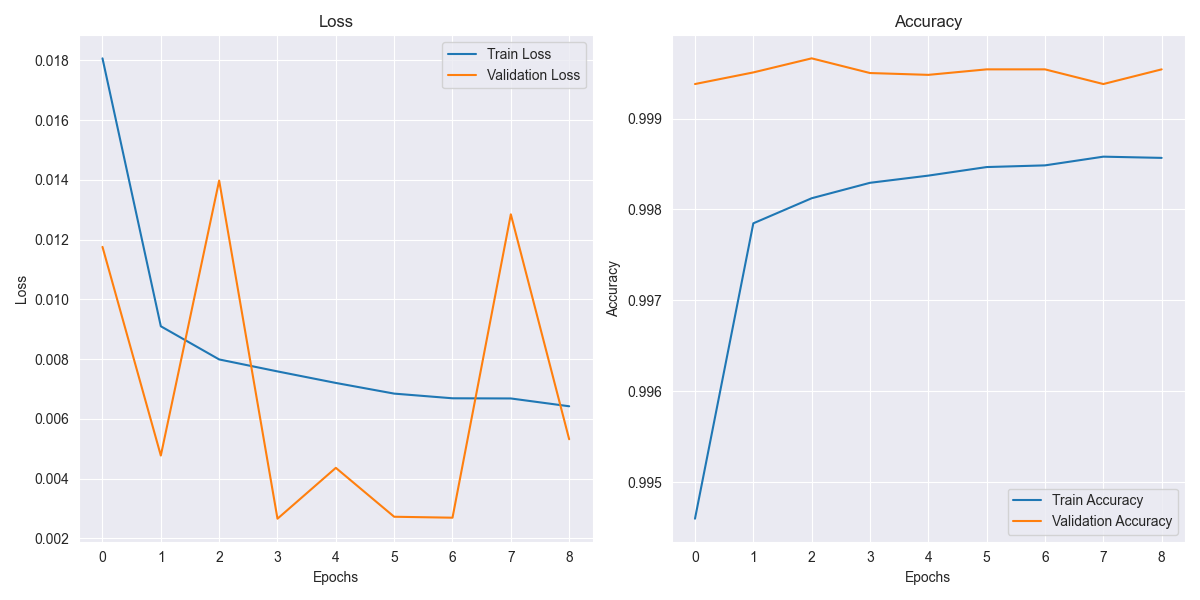 Loss
Train Loss
Validation Loss
0.018
0.016
0.014
0.012
0.010
0.008
0.006
0.004
0.002
Loss
0 1 2 3 4 5 6 7 8
Epochs
Accuracy
0.999
0.998
0.997
0.996
0.995
Accuracy
Train Accuracy
Validation Accuracy
0 1 2 3 4 5 6 7 8
Epochs